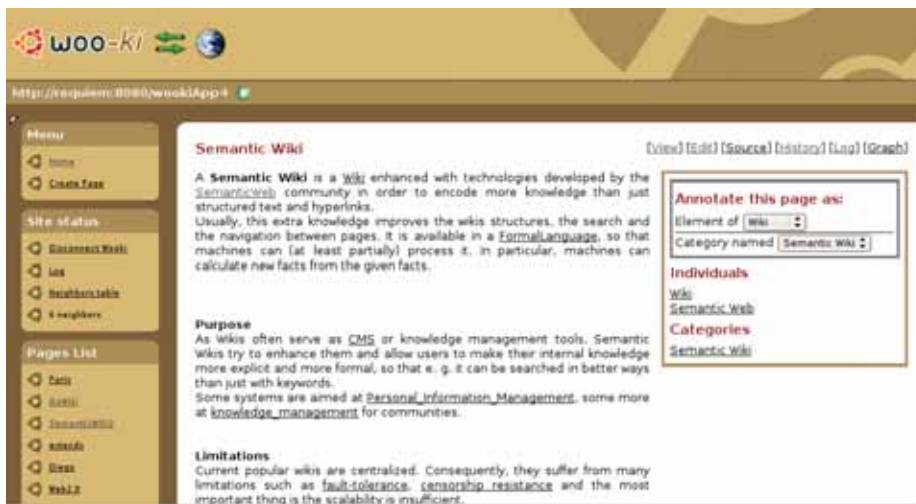 woo-ki
http://requiem:8080/wookiApp4
Menu
Home
Create Page
Site status
Disconnect Wooki
Log
Neighbors table
6 neighbors
Pages List
Paris
extends
Web2.0
Semantic Wiki
[View] [Edit] [Source] [History] [Log] [Graph]
A Semantic Wiki is a Wiki enhanced with technologies developed by the
SemanticWeb community in order to encode more knowledge than just
structured text and hyperlinks.
Usually, this extra knowledge improves the wikis structures, the search and
the navigation between pages. It is available in a FormalLanguage, so that
machines can (at least partially) process it. In particular, machines can
calculate new facts from the given facts.
Purpose
As Wikis often serve as CMS or knowledge management tools, Semantic
Wikis try to enhance them and allow users to make their internal knowledge
more explicit and more formal, so that e. g. it can be searched in better ways
than just with keywords.
Some systems are aimed at Personal_Information_Management, some more
at knowledge_management for communities.
Limitations
Current popular wikis are centralized. Consequently, they suffer from many
limitations such as fault-tolerance, censorship resistance and the most
important thing is the scalability is insufficient.
Annotate this page as:
Element of Wiki
Category named Semantic Wiki
Individuals
Wiki
Semantic Web
Categories
Semantic Wiki